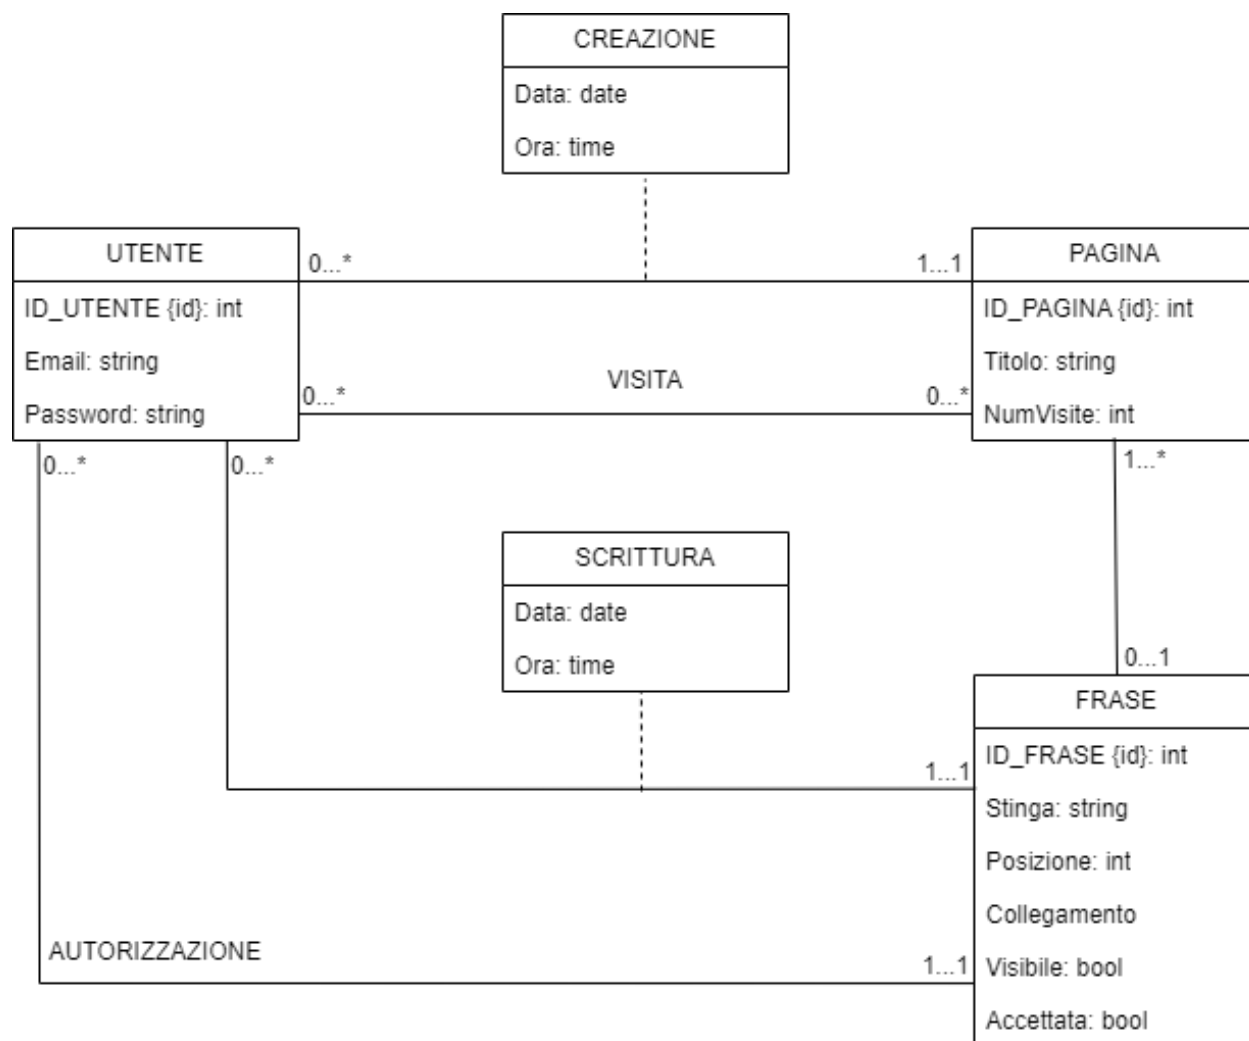 CREAZIONE
Data: date
Ora: time
UTENTE
ID_UTENTE {id}: int
Email: string
Password: string
0...*
1...1
PAGINA
ID_PAGINA {id}: int
Titolo: string
NumVisite: int
0...*
VISITA
0...*
0...*
0...*
1...*
SCRITTURA
Data: date
Ora: time
0...1
FRASE
ID_FRASE {id}: int
Stinga: string
Posizione: int
Collegamento
Visibile: bool
Accettata: bool
1...1
AUTORIZZAZIONE
1...1